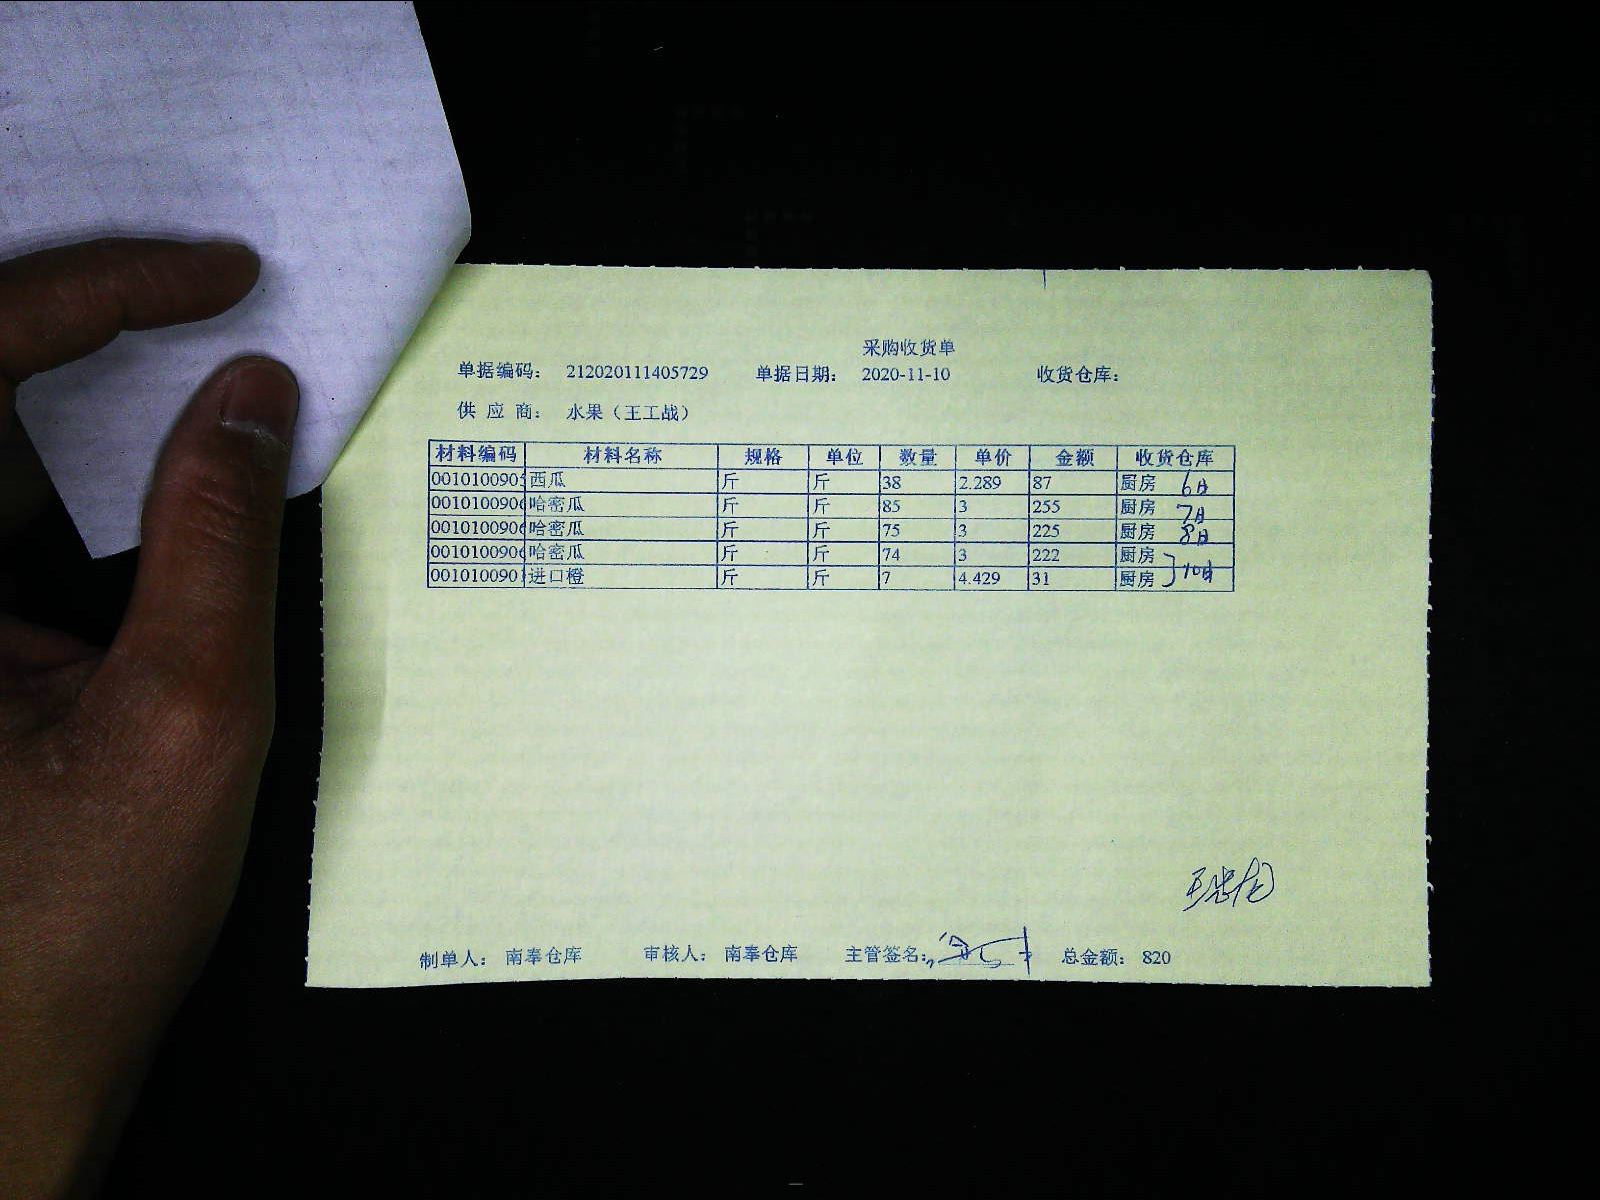 采购收货单
单据编码： 212020111405729 单据日期： 2020-11-10 收货仓库：
供 应 商： 水果（王工战）
材料编码 材料名称 规格 单位 数量 单价 金额 收货仓库
0010100905 西瓜 斤 斤 38 2.289 87 厨房 6日
0010100906 哈密瓜 斤 斤 85 3 255 厨房 7日
0010100906 哈密瓜 斤 斤 75 3 225 厨房 8日
0010100906 哈密瓜 斤 斤 74 3 222 厨房
001010090 进口橙 斤 斤 7 4.429 31 厨房 10日
制单人： 南奉仓库 审核人： 南奉仓库 主管签名： 总金额： 820